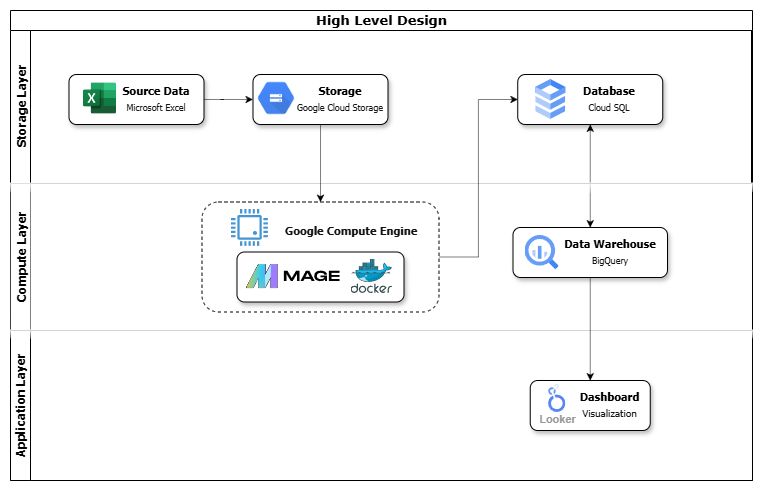 High Level Design
Storage Layer
Source Data
Microsoft Excel
Storage
Google Cloud Storage
Database
Cloud SQL
Compute Layer
Google Compute Engine
MAGE
docker
Data Warehouse
BigQuery
Application Layer
Looker
Dashboard
Visualization